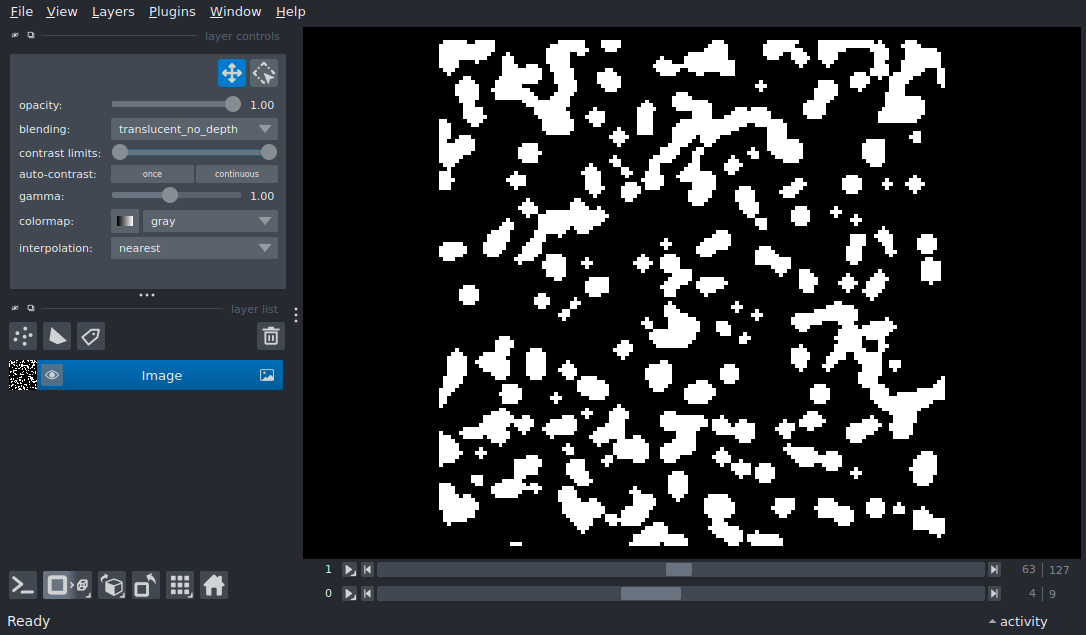 File View Layers Plugins Window Help
layer controls
opacity: 1.00
blending: translucent_no_depth
contrast limits:
auto-contrast: once continuous
gamma: 1.00
colormap: gray
interpolation: nearest
layer list
Image
1 63 127
0 4 9
Ready activity